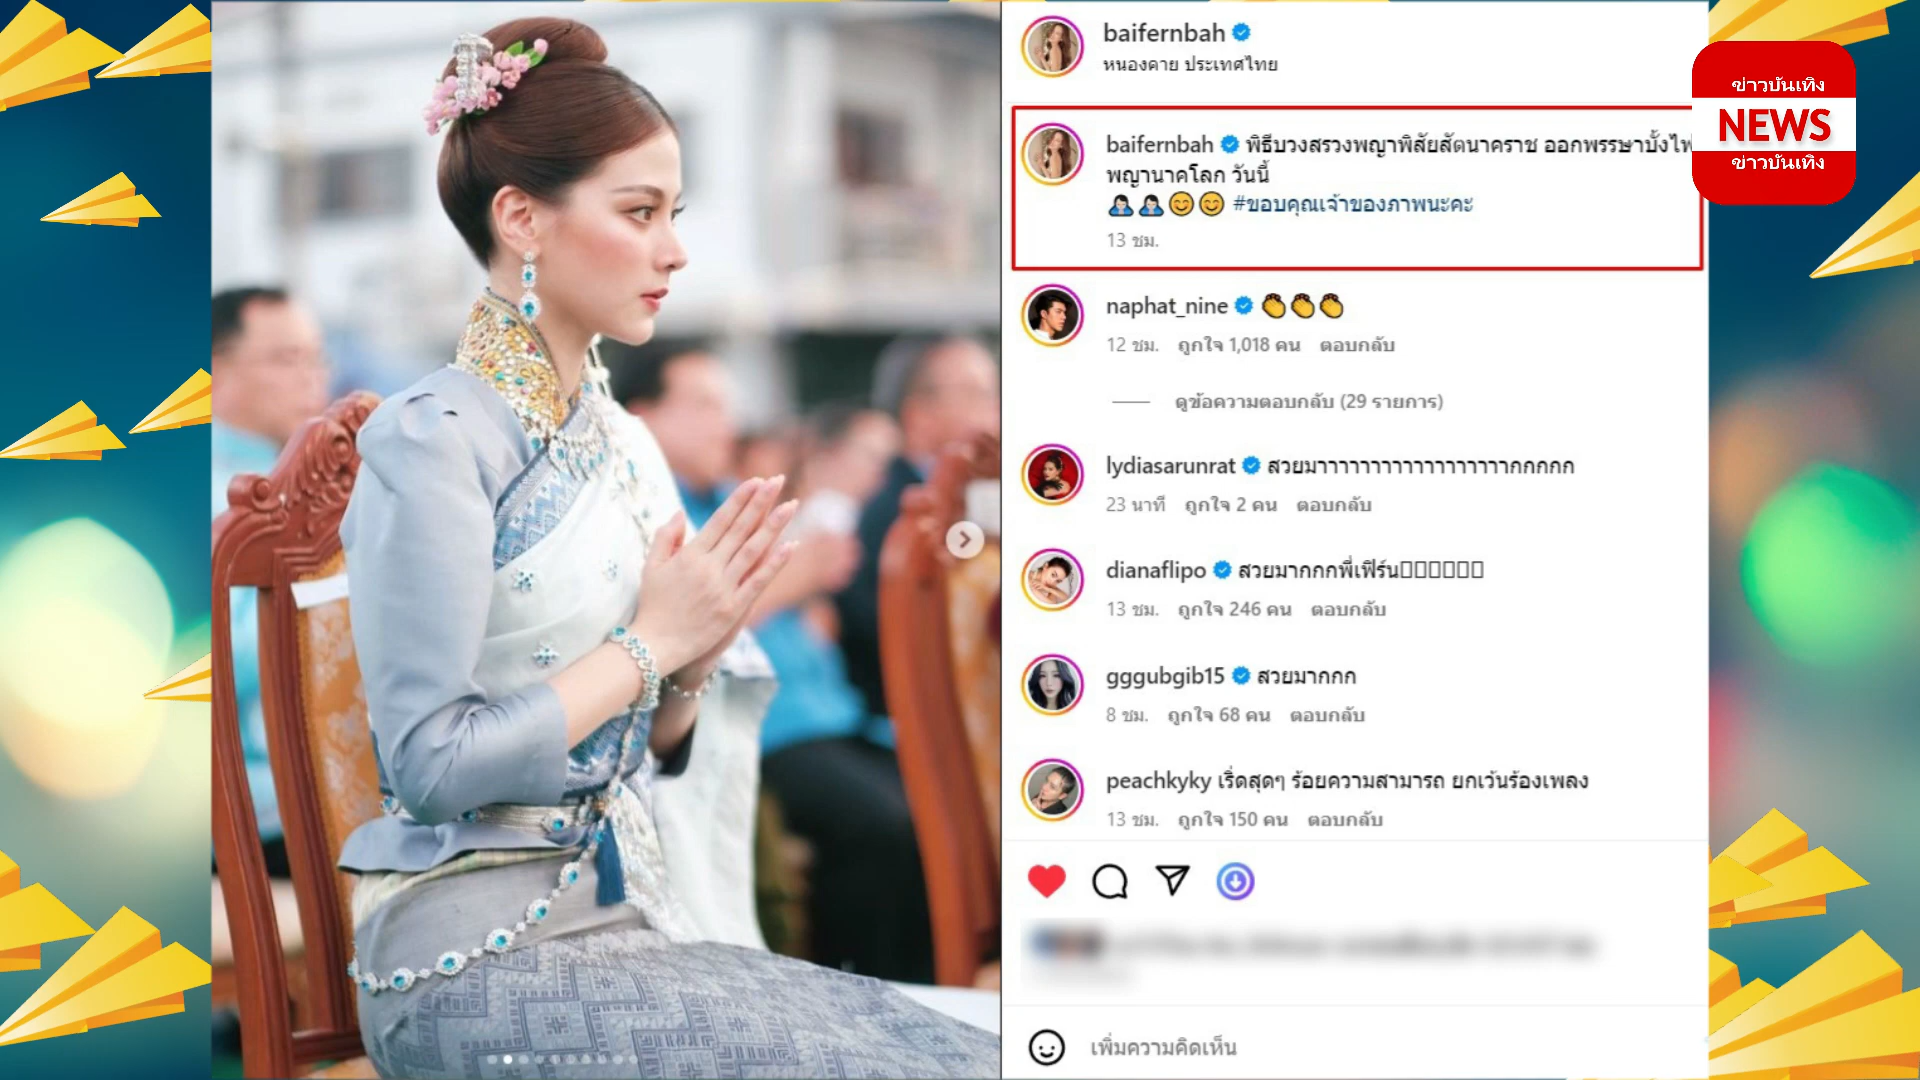 baifernbah
หนองคาย ประเทศไทย
baifernbah พิธีบวงสรวงพญาพิสัยสัตนาคราช ออกพรรษาบั้งไฟ
พญานาคโลก วันนี้
🙏🏻🙏🏻😊😊 #ขอบคุณเจ้าของภาพนะคะ
13 ชม.
naphat_nine 👏👏👏
12 ชม. ถูกใจ 1,018 คน ตอบกลับ
ดูข้อความตอบกลับ (29 รายการ)
lydiasarunrat สวยมาาาาาาาาาาาาาาาาาาากกกกก
23 นาที ถูกใจ 2 คน ตอบกลับ
dianaflipo สวยมากกกพี่เฟิร์น
13 ชม. ถูกใจ 246 คน ตอบกลับ
gggubgib15 สวยมากกก
8 ชม. ถูกใจ 68 คน ตอบกลับ
peachkyky เริ่ดสุดๆ ร้อยความสามารถ ยกเว้นร้องเพลง
13 ชม. ถูกใจ 150 คน ตอบกลับ
เพิ่มความคิดเห็น
ข่าวบันเทิง
NEWS
ข่าวบันเทิง